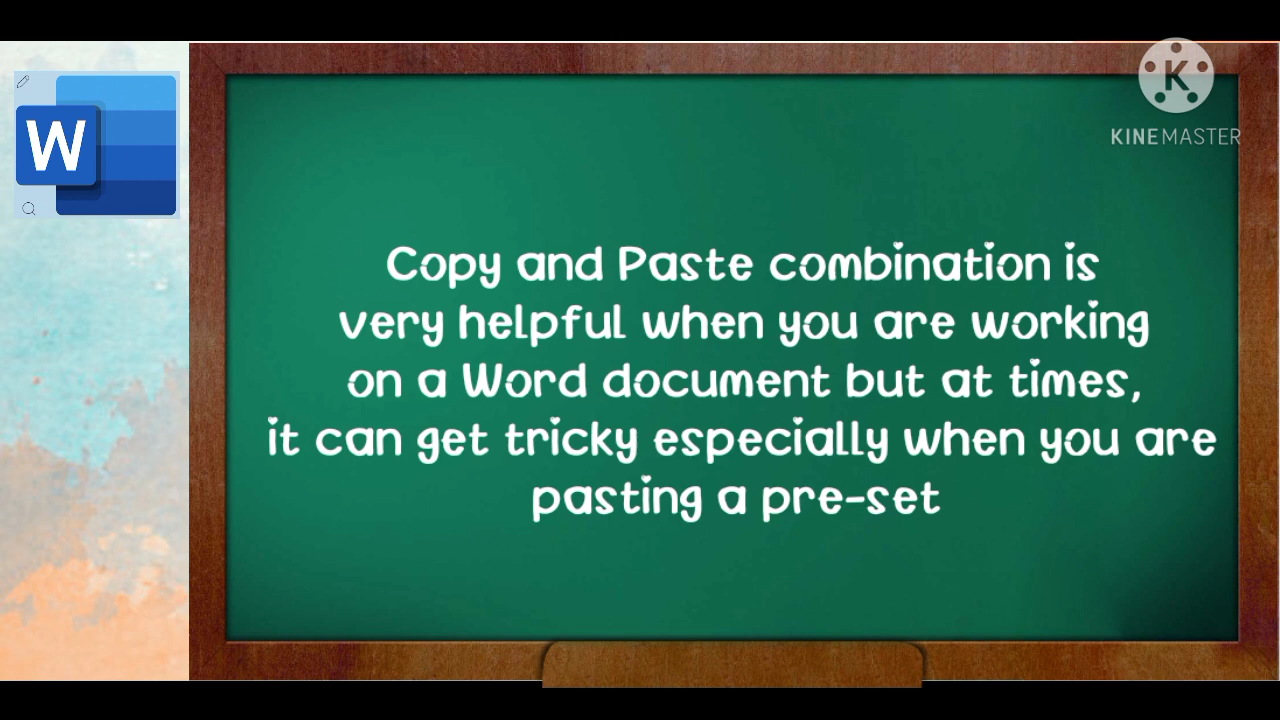 W
K
KINEMASTER
Copy and Paste combination is
very helpful when you are working
on a Word document but at times,
it can get tricky especially when you are
pasting a pre-set